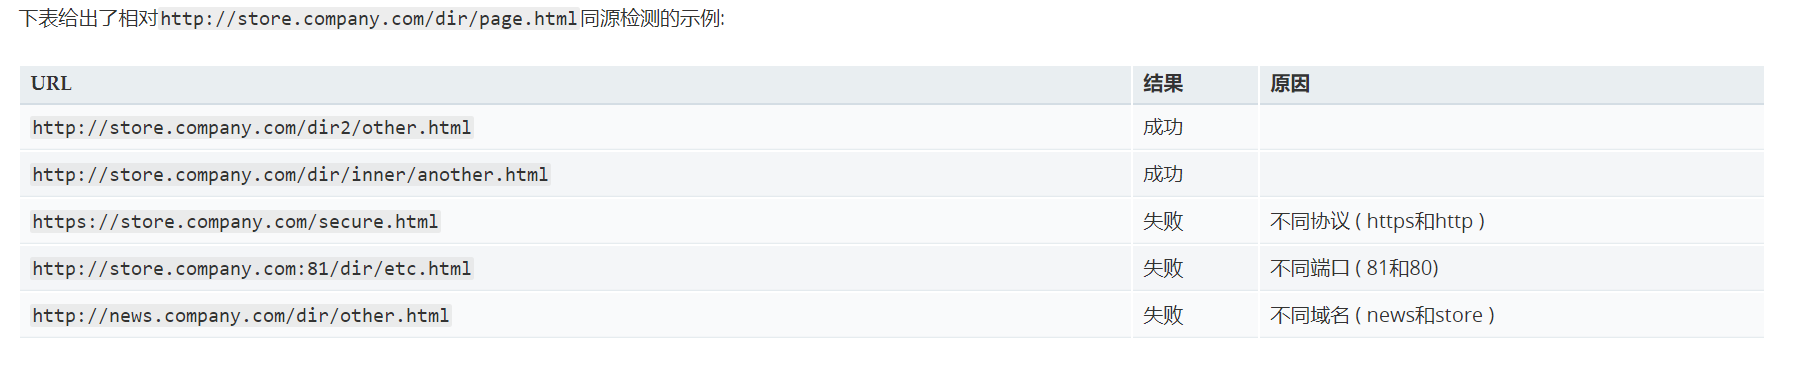 下表给出了相对http://store.company.com/dir/page.html同源检测的示例:
URL 结果 原因
http://store.company.com/dir2/other.html 成功
http://store.company.com/dir/inner/another.html 成功
https://store.company.com/secure.html 失败 不同协议 ( https和http )
http://store.company.com:81/dir/etc.html 失败 不同端口 ( 81和80)
http://news.company.com/dir/other.html 失败 不同域名 ( news和store )